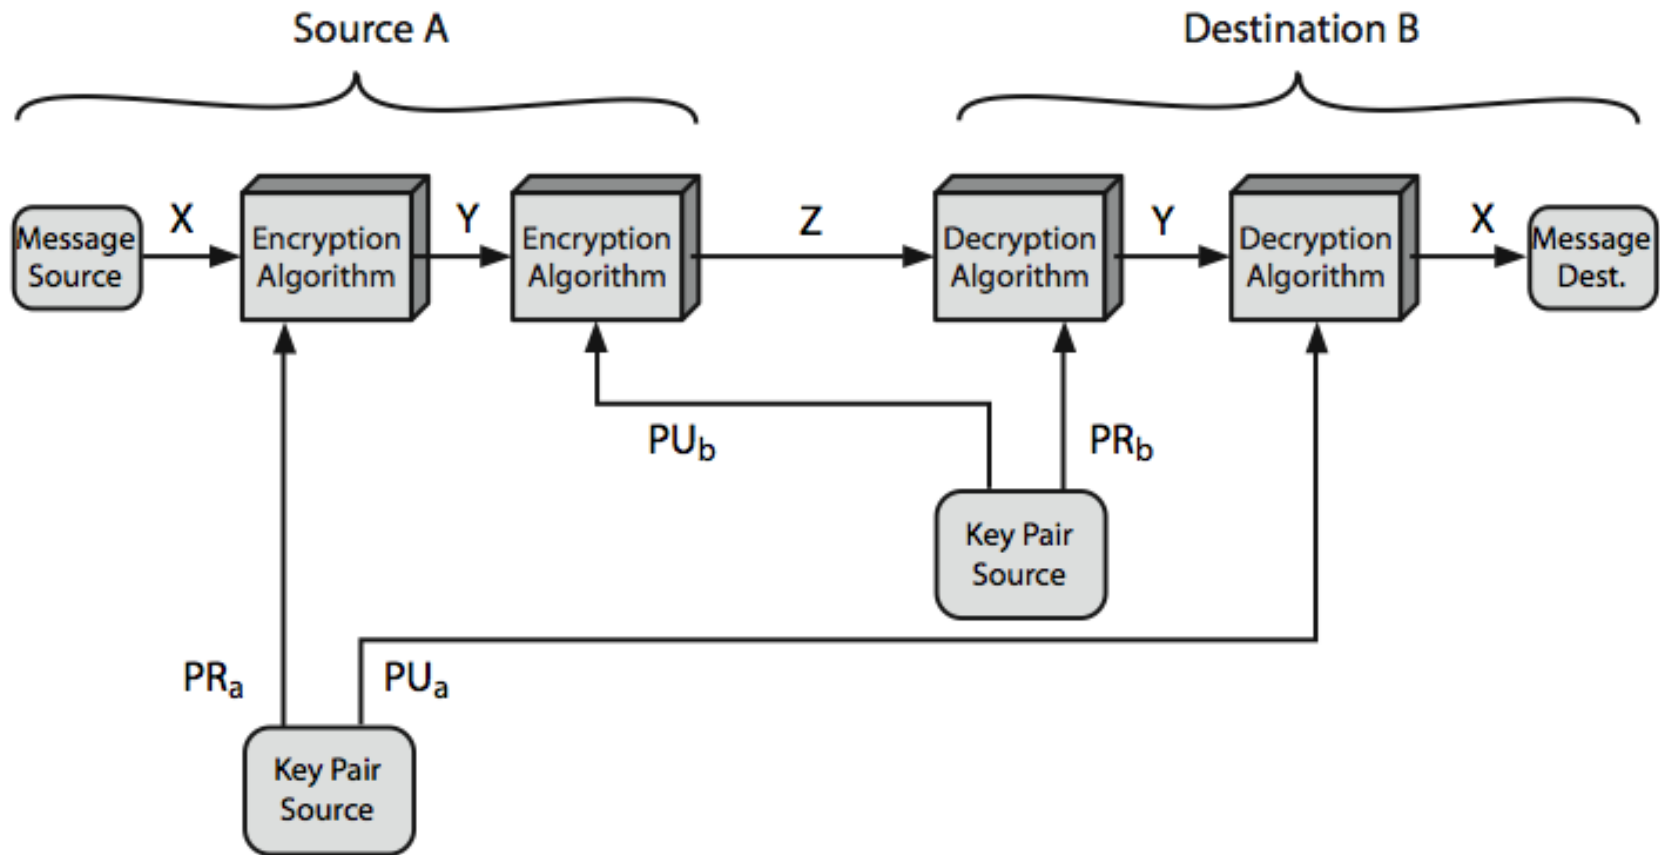 Source A
Destination B
Message
Source
X
Encryption
Algorithm
Y
Encryption
Algorithm
Z
Decryption
Algorithm
Y
Decryption
Algorithm
X
Message
Dest.
PUb
PRb
Key Pair
Source
PRa
PUa
Key Pair
Source